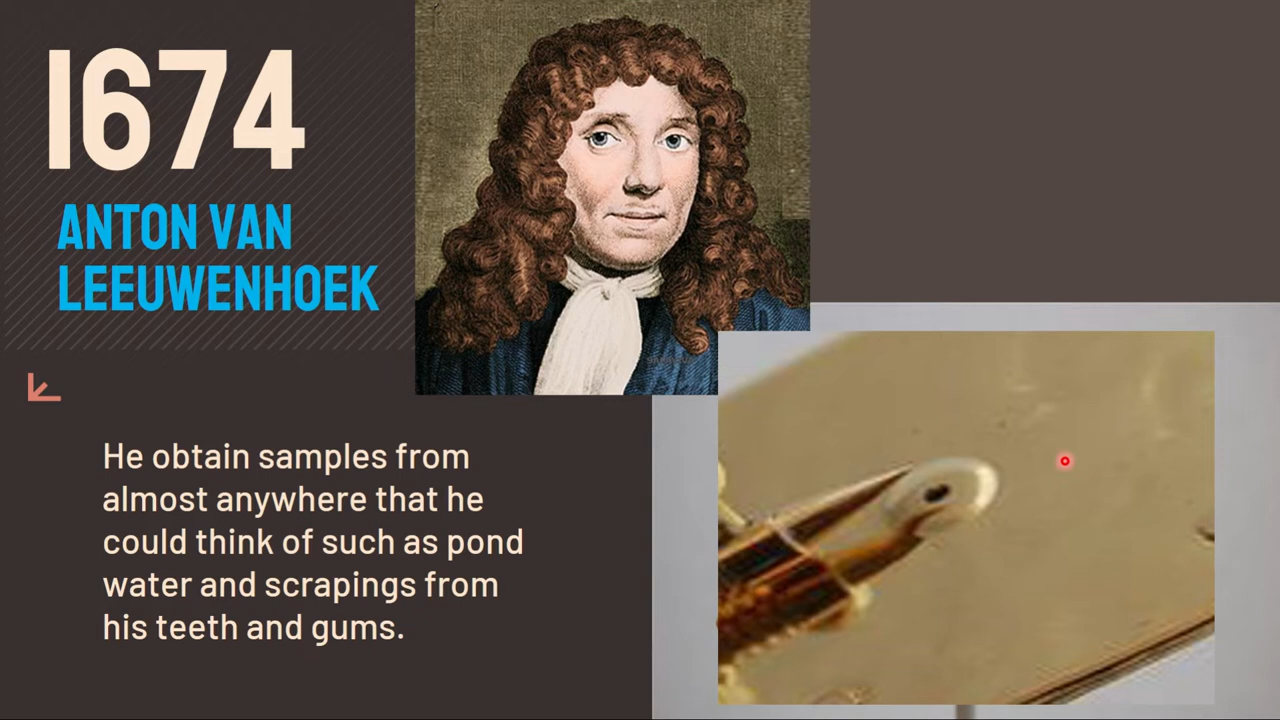 1674
ANTON VAN
LEEUWENHOEK
He obtain samples from
almost anywhere that he
could think of such as pond
water and scrapings from
his teeth and gums.